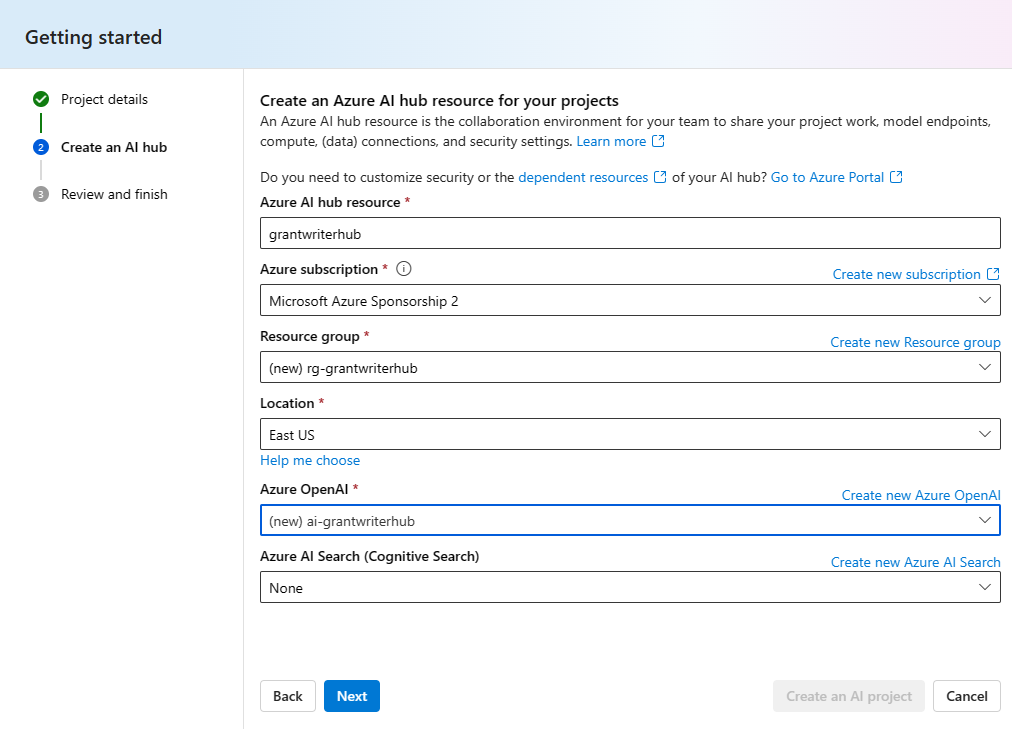 Getting started
Project details
2
Create an AI hub
3
Review and finish
Create an Azure AI hub resource for your projects
An Azure AI hub resource is the collaboration environment for your team to share your project work, model endpoints,
compute, (data) connections, and security settings. Learn more
Do you need to customize security or the dependent resources of your AI hub? Go to Azure Portal
Azure AI hub resource *
grantwriterhub
Azure subscription *
Create new subscription
Microsoft Azure Sponsorship 2
Resource group *
Create new Resource group
(new) rg-grantwriterhub
Location *
East US
Help me choose
Azure OpenAI *
Create new Azure OpenAI
(new) ai-grantwriterhub
Azure AI Search (Cognitive Search)
Create new Azure AI Search
None
Back
Next
Create an AI project
Cancel